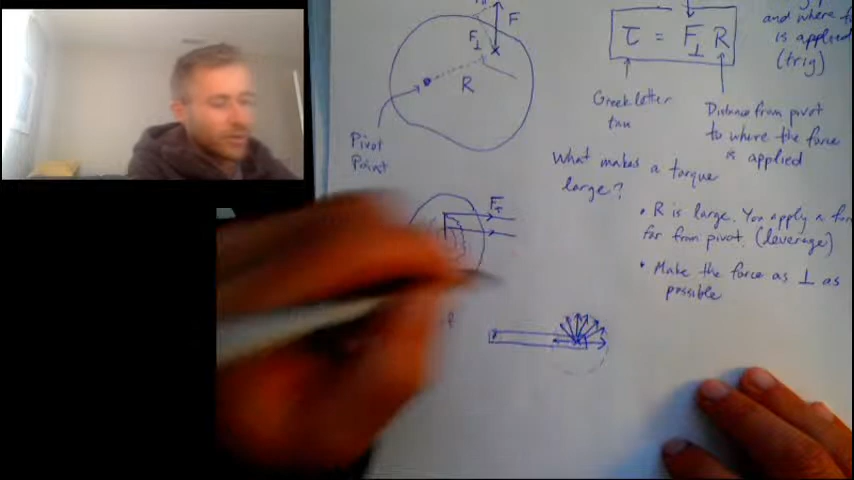 F
F⊥
R
Pivot
Point
τ = F⊥ R
and where
is applied
(trig)
Greek letter
tau
Distance from pivot
to where the force
is applied
What makes a torque
large?
• R is large. You apply a
far from pivot. (leverage)
• Make the force as ⊥ as
possible